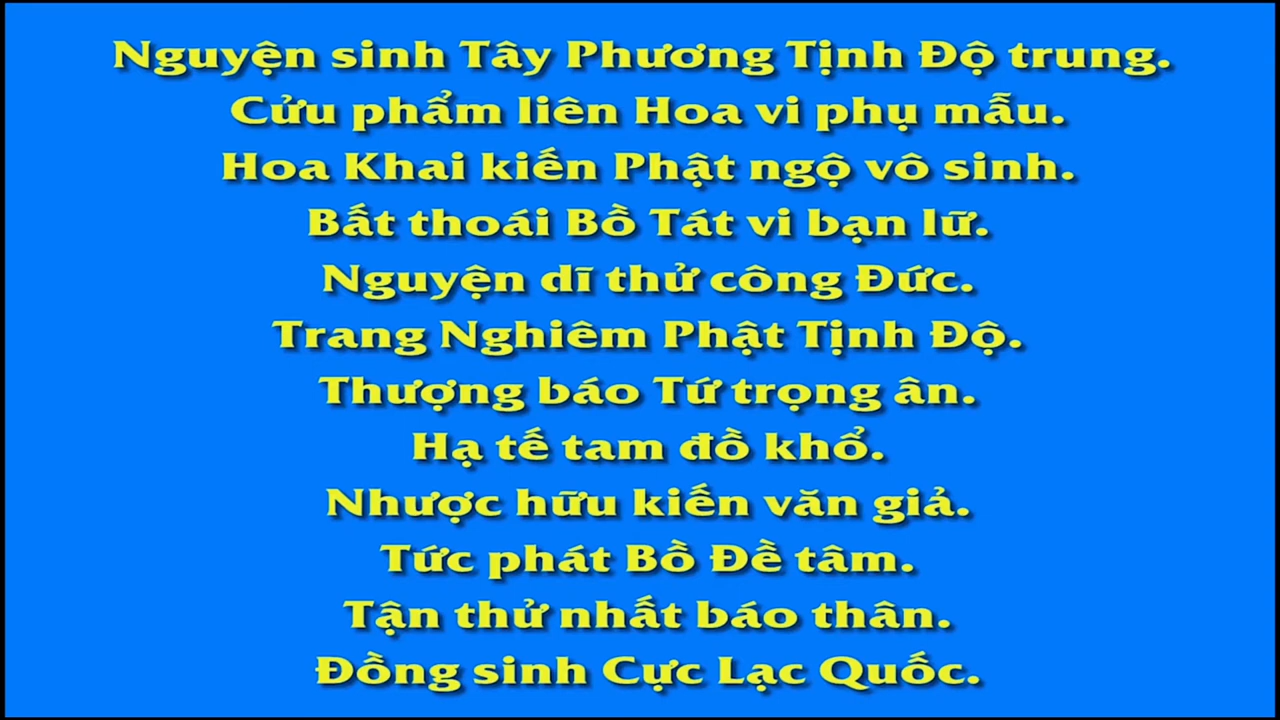 Nguyện sinh Tây Phương Tịnh Độ trung.
Cửu phẩm liên Hoa vi phụ mẫu.
Hoa Khai kiến Phật ngộ vô sinh.
Bất thoái Bồ Tát vi bạn lữ.
Nguyện dĩ thử công Đức.
Trang Nghiêm Phật Tịnh Độ.
Thượng báo Tứ trọng ân.
Hạ tế tam đồ khổ.
Nhược hữu kiến văn giả.
Tức phát Bồ Đề tâm.
Tận thử nhất báo thân.
Đồng sinh Cực Lạc Quốc.